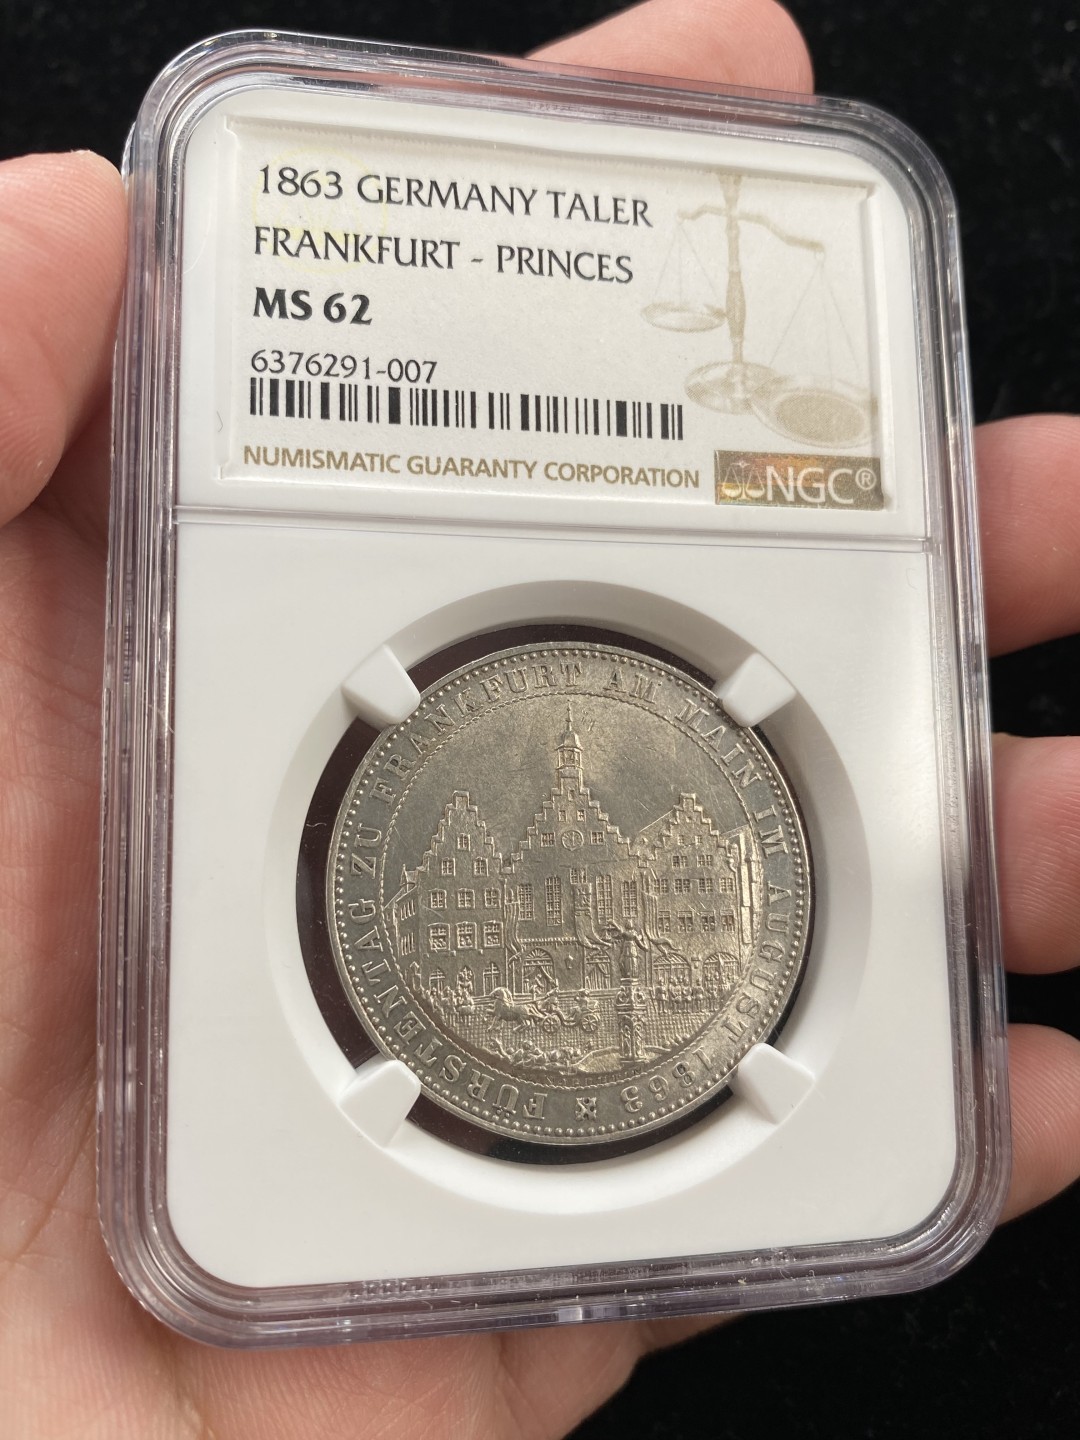 1863 GERMANY TALER
FRANKFURT - PRINCES
MS 62
6376291-007
NUMISMATIC GUARANTY CORPORATION
NGC®
FÜRSTENTAG ZU FRANKFURT AM MAIN IM AUGUST 1863